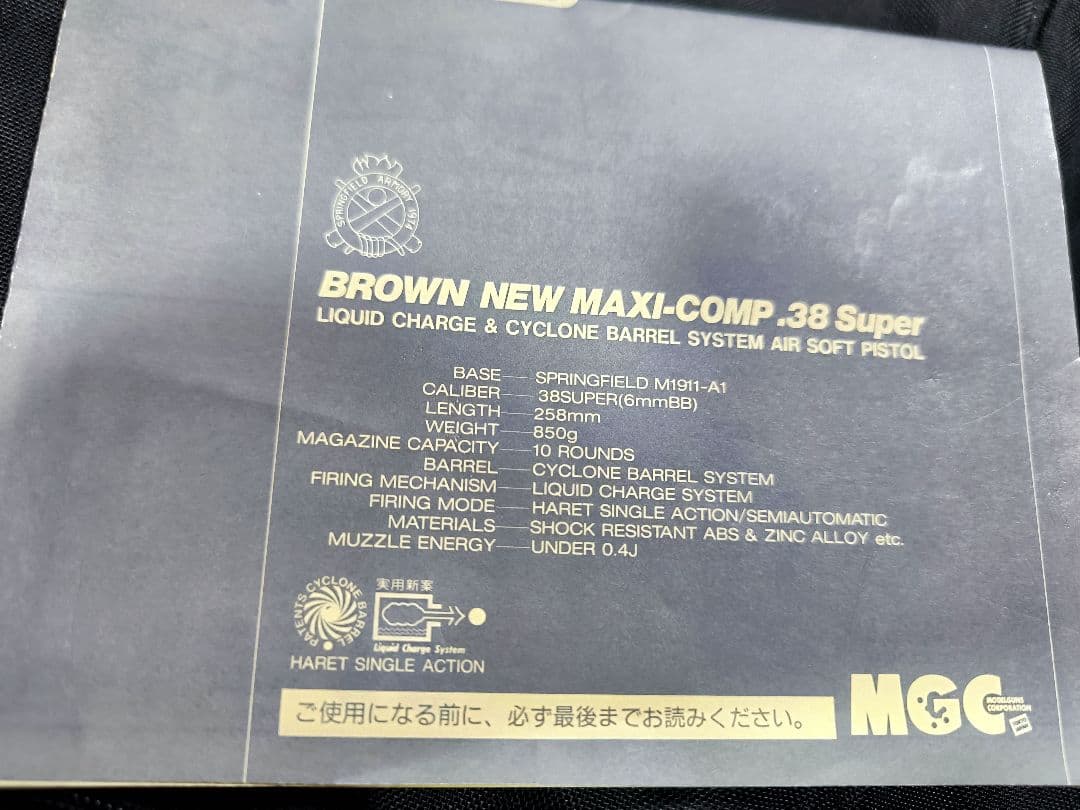 SPRINGFIELD ARMORY 1974
BROWN NEW MAXI-COMP .38 Super
LIQUID CHARGE & CYCLONE BARREL SYSTEM AIR SOFT PISTOL
BASE SPRINGFIELD M1911-A1
CALIBER 38SUPER(6mmBB)
LENGTH 258mm
WEIGHT 850g
MAGAZINE CAPACITY 10 ROUNDS
BARREL CYCLONE BARREL SYSTEM
FIRING MECHANISM LIQUID CHARGE SYSTEM
FIRING MODE HARET SINGLE ACTION/SEMIAUTOMATIC
MATERIALS SHOCK RESISTANT ABS & ZINC ALLOY etc.
MUZZLE ENERGY UNDER 0.4J
PATENTS CYCLONE BARREL
実用新案
Liquid Charge System
HARET SINGLE ACTION
ご使用になる前に、必ず最後までお読みください。
MGC
MODELGUNS
CORPORATION